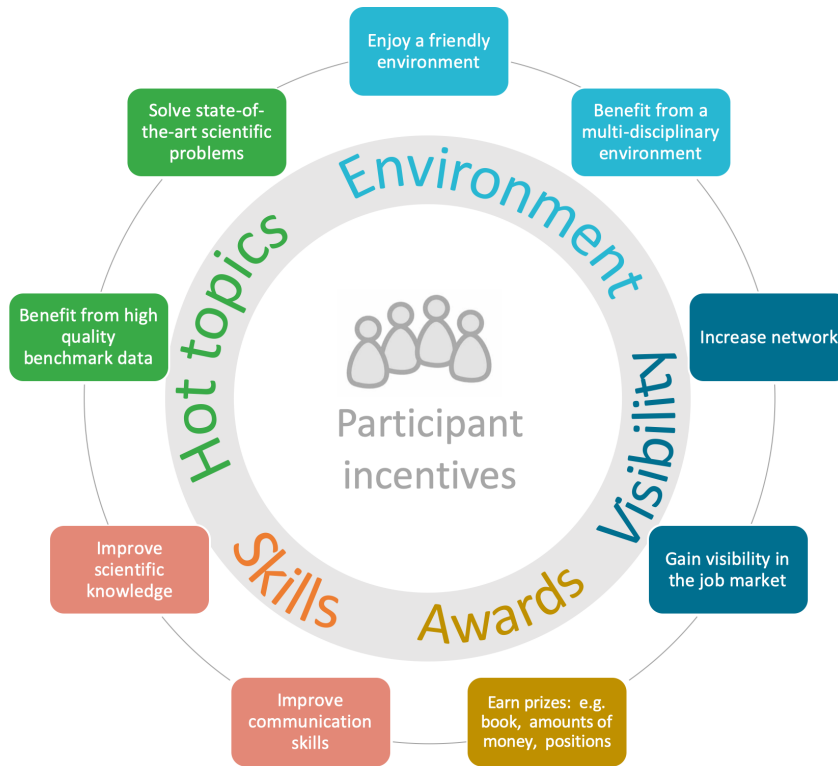 Enjoy a friendly
environment
Benefit from a
multi-disciplinary
environment
Increase network
Gain visibility in
the job market
Earn prizes: e.g.
book, amounts of
money, positions
Improve
communication
skills
Improve
scientific
knowledge
Benefit from high
quality
benchmark data
Solve state-of-
the-art scientific
problems
Environment
Visibility
Awards
Skills
Hot topics
Participant
incentives